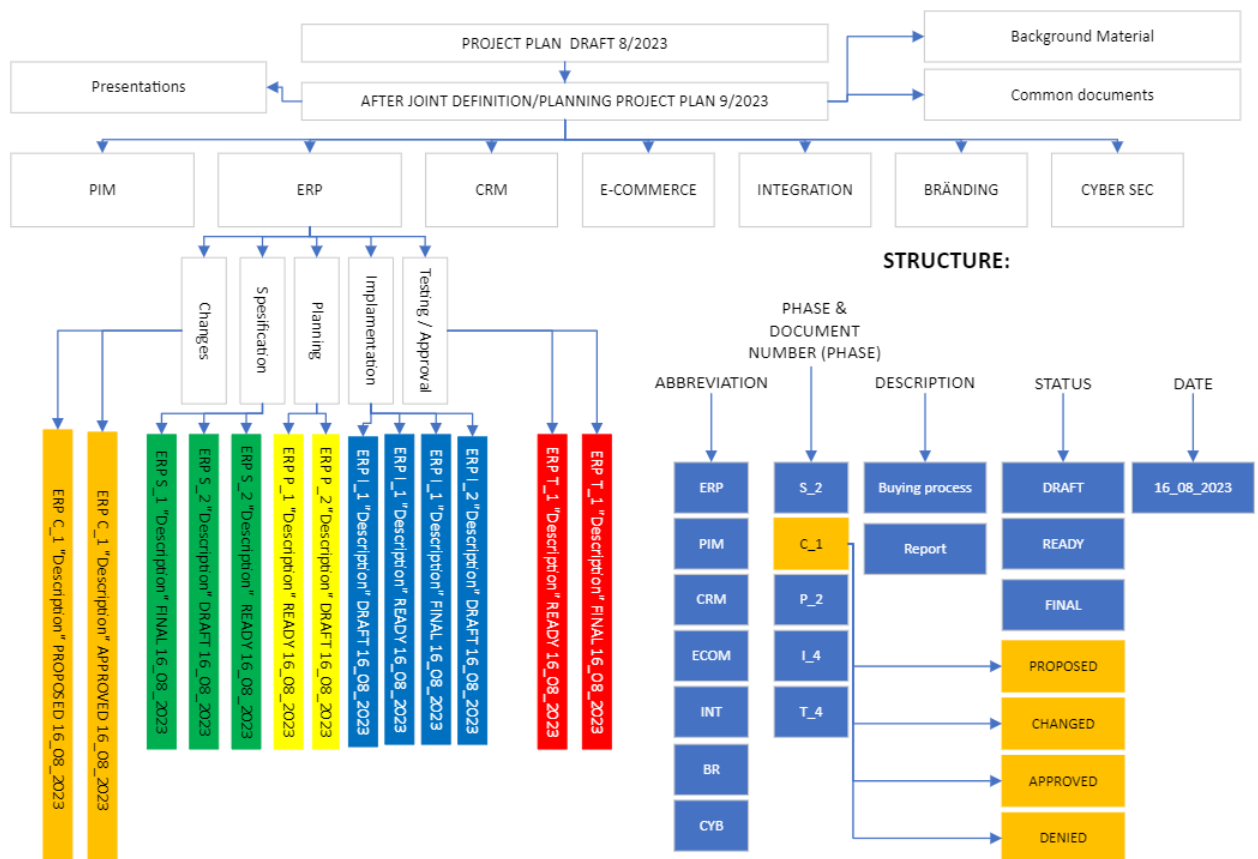 PROJECT PLAN DRAFT 8/2023
Background Material
Presentations
AFTER JOINT DEFINITION/PLANNING PROJECT PLAN 9/2023
Common documents
PIM
ERP
CRM
E-COMMERCE
INTEGRATION
BRÄNDING
CYBER SEC
Changes
Spesification
Planning
Implamentation
Testing / Approval
ERP C_1 "Description" PROPOSED 16_08_2023
ERP C_1 "Description" APPROVED 16_08_2023
ERP S_1 "Description" FINAL 16_08_2023
ERP S_2 "Description" DRAFT 16_08_2023
ERP S_2 "Description" READY 16_08_2023
ERP P_1 "Description" READY 16_08_2023
ERP P_2 "Description" DRAFT 16_08_2023
ERP I_1 "Description" DRAFT 16_08_2023
ERP I_1 "Description" READY 16_08_2023
ERP I_1 "Description" FINAL 16_08_2023
ERP I_2 "Description" DRAFT 16_08_2023
ERP T_1 "Description" READY 16_08_2023
ERP T_1 "Description" FINAL 16_08_2023
STRUCTURE:
ABBREVIATION
PHASE &
DOCUMENT
NUMBER (PHASE)
DESCRIPTION
STATUS
DATE
ERP
PIM
CRM
ECOM
INT
BR
CYB
S_2
C_1
P_2
I_4
T_4
Buying process
Report
DRAFT
READY
FINAL
PROPOSED
CHANGED
APPROVED
DENIED
16_08_2023